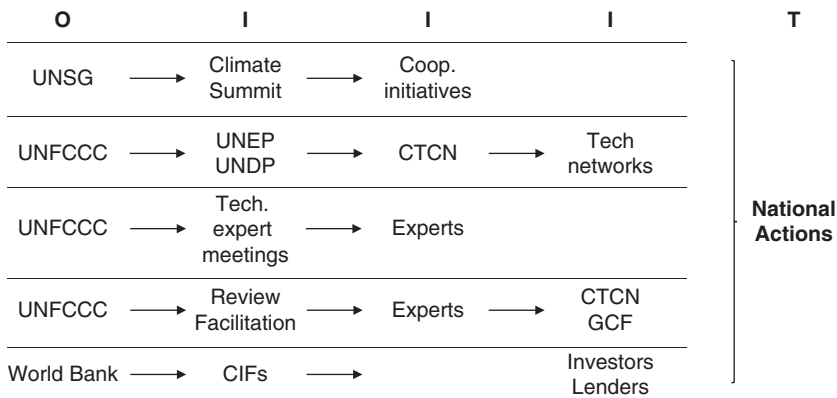 O I I I T
UNSG Climate Summit Coop. initiatives
UNFCCC UNEP UNDP CTCN Tech networks
UNFCCC Tech. expert meetings Experts
National Actions
UNFCCC Review Facilitation Experts CTCN GCF
World Bank CIFs Investors Lenders